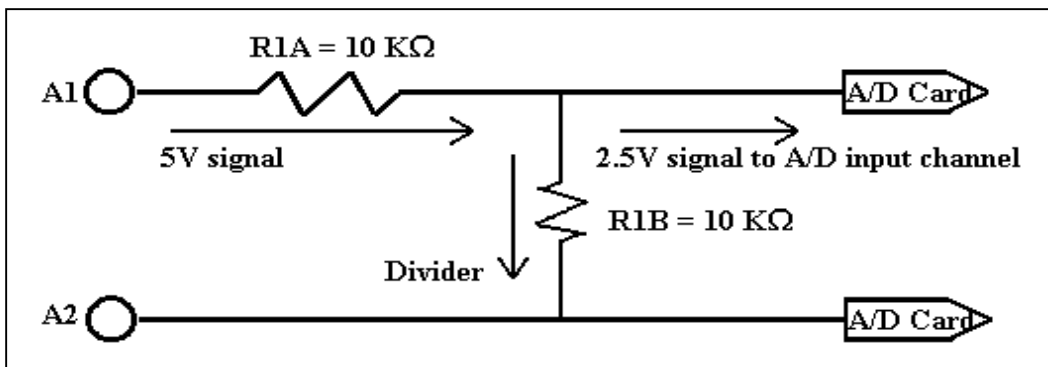 R1A = 10 KΩ
A1
A/D Card
5V signal
2.5V signal to A/D input channel
R1B = 10 KΩ
Divider
A2
A/D Card